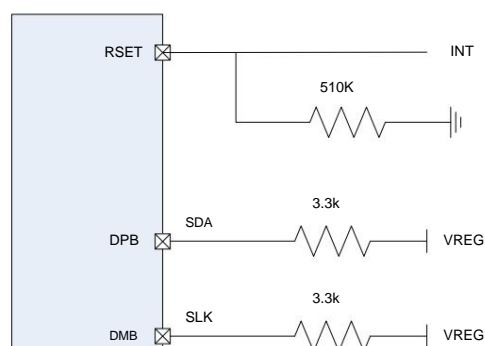 RSET INT
510K
3.3k
SDA
DPB VREG
3.3k
SLK
DMB VREG